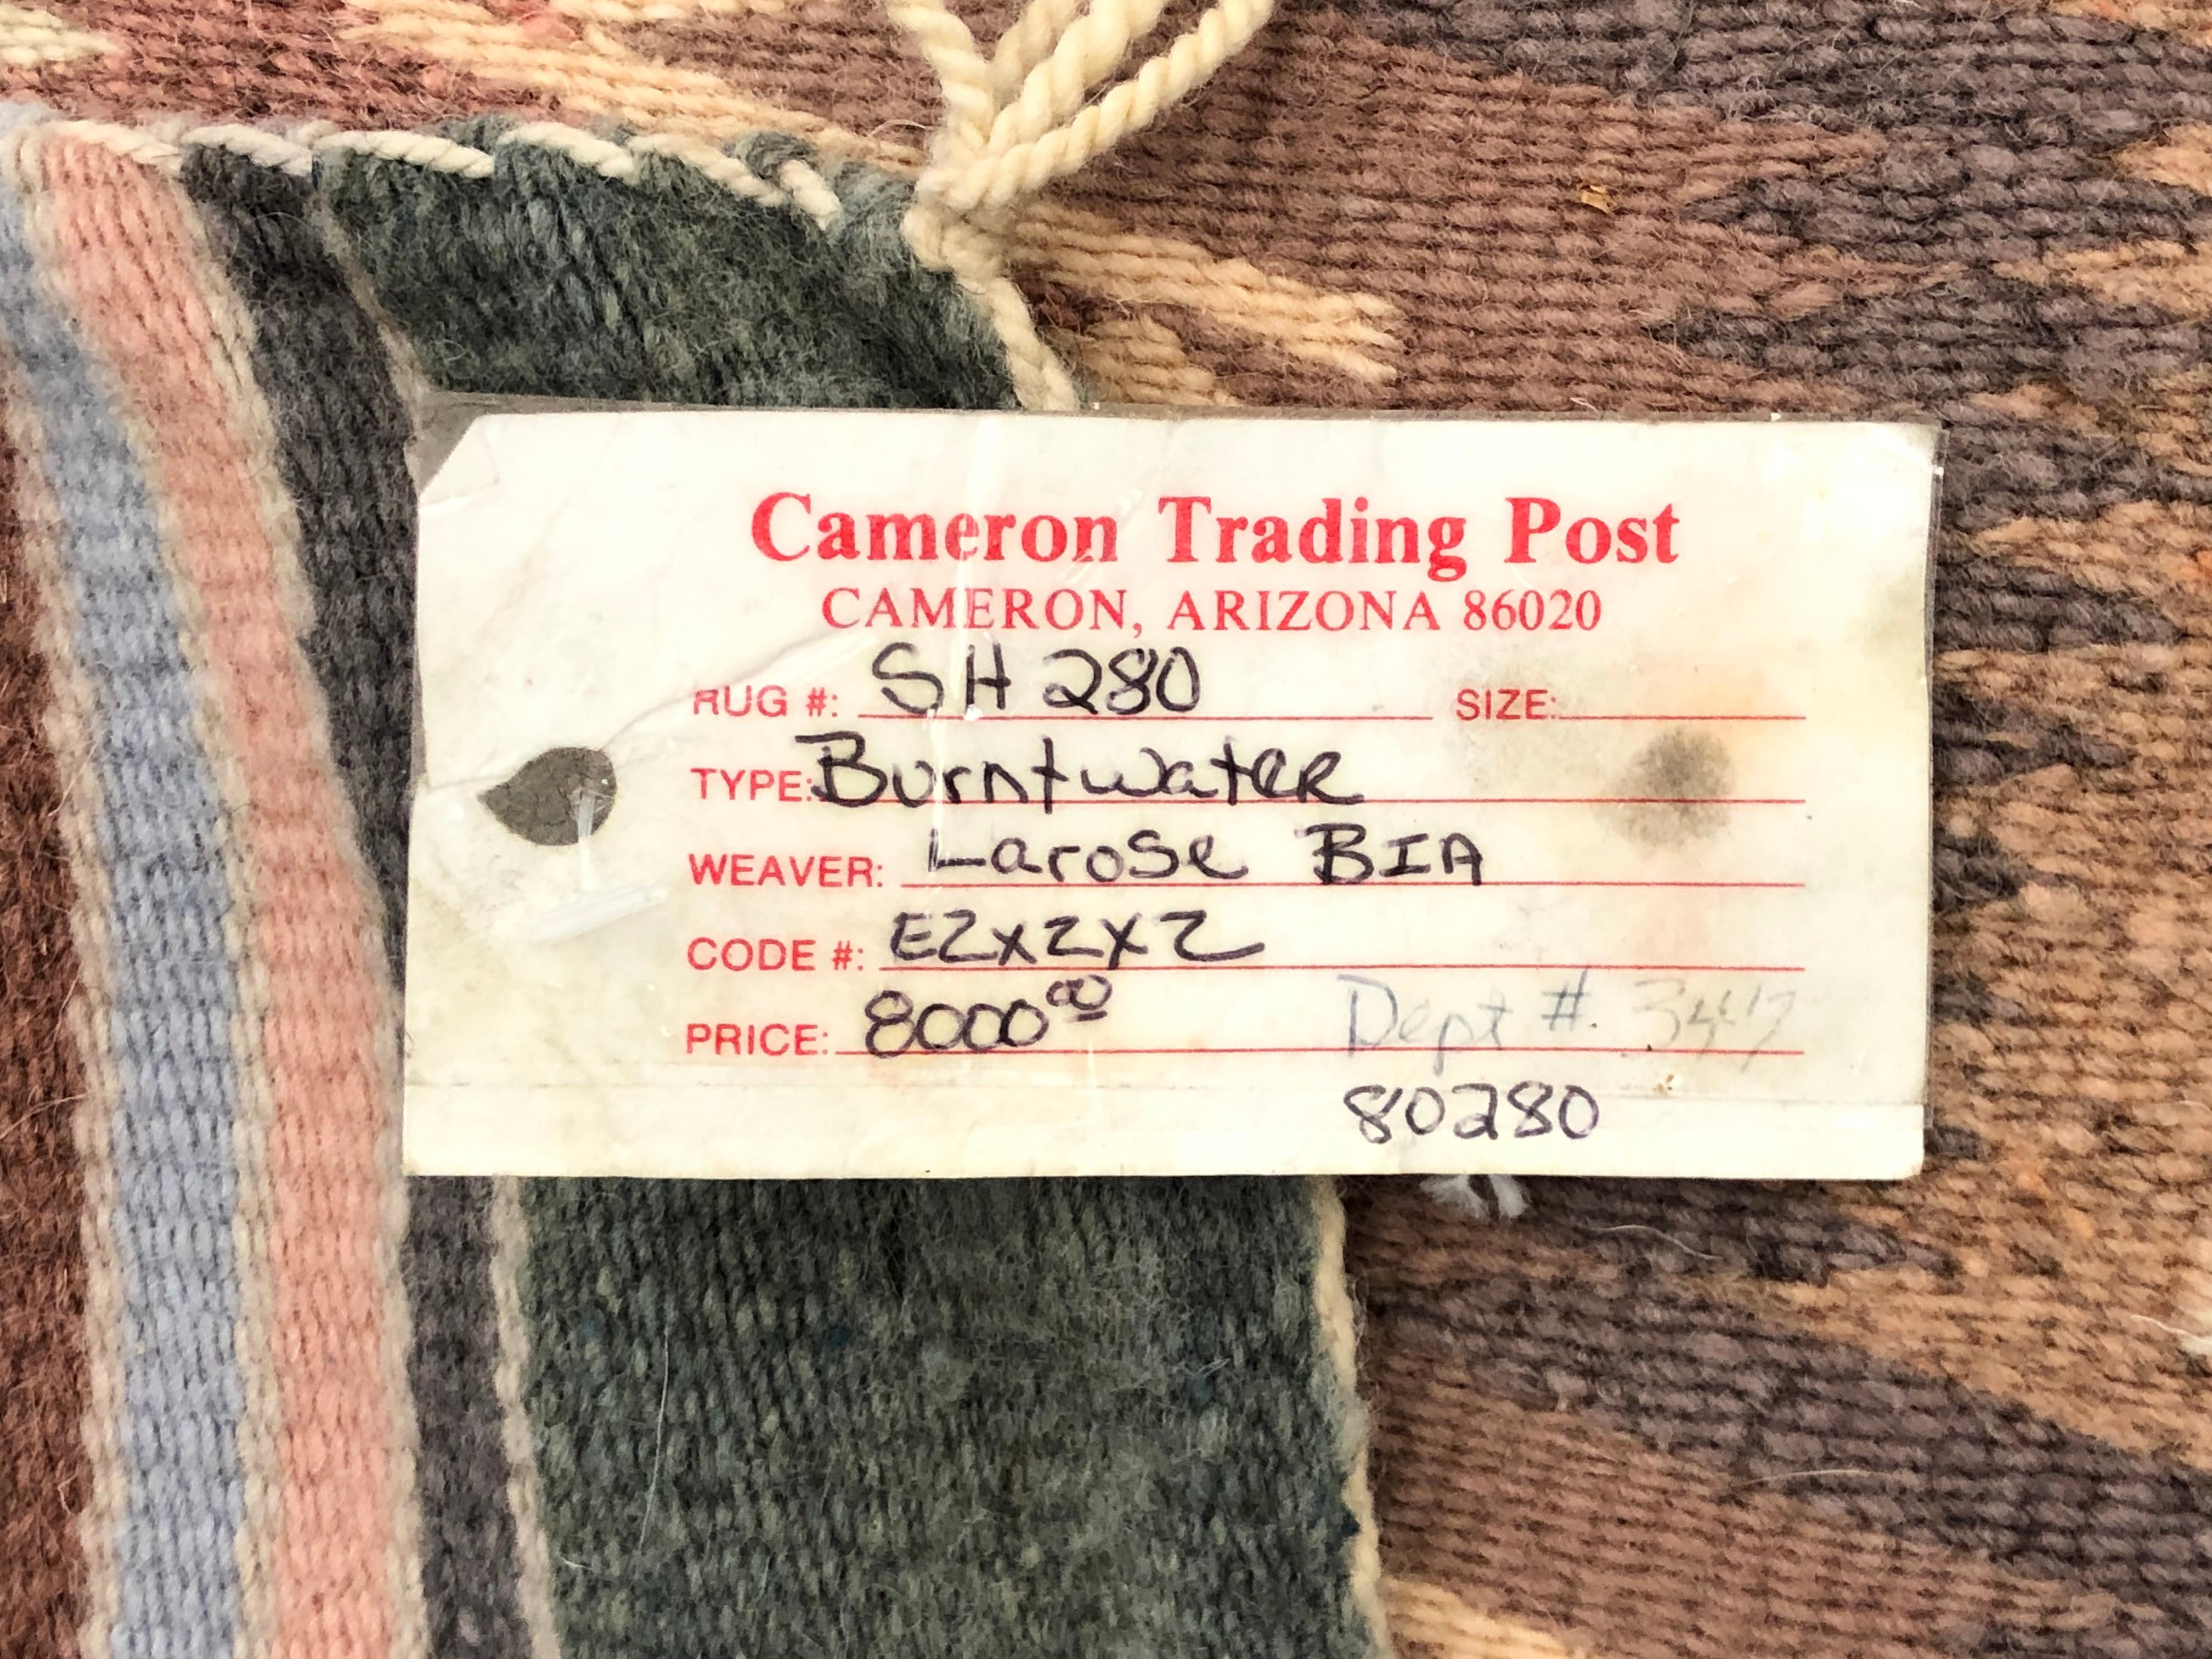 Cameron Trading Post
CAMERON, ARIZONA 86020
RUG #: SH 280 SIZE:
TYPE: Burntwater
WEAVER: Larose BIA
CODE #: EZXZXZ
PRICE: 8000 00 Dept #.
80280